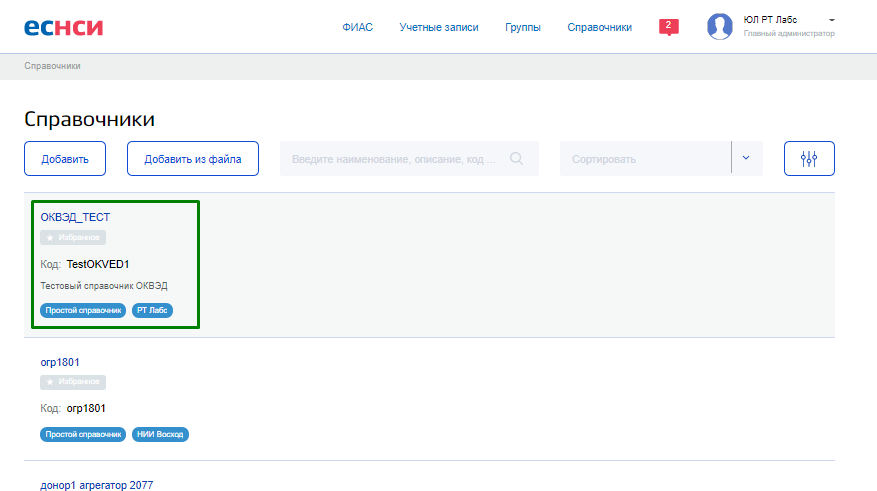 еснси
ФИАС Учетные записи Группы Справочники 2 ЮЛ РТ Лабс
Главный администратор
Справочники
Справочники
Добавить Добавить из файла Введите наименование, описание, код ... Сортировать
ОКВЭД_ТЕСТ
★ Избранное
Код: TestOKVED1
Тестовый справочник ОКВЭД
Простой справочник РТ Лабс
огр1801
★ Избранное
Код: огр1801
Простой справочник НИИ Восход
донор1 агрегатор 2077